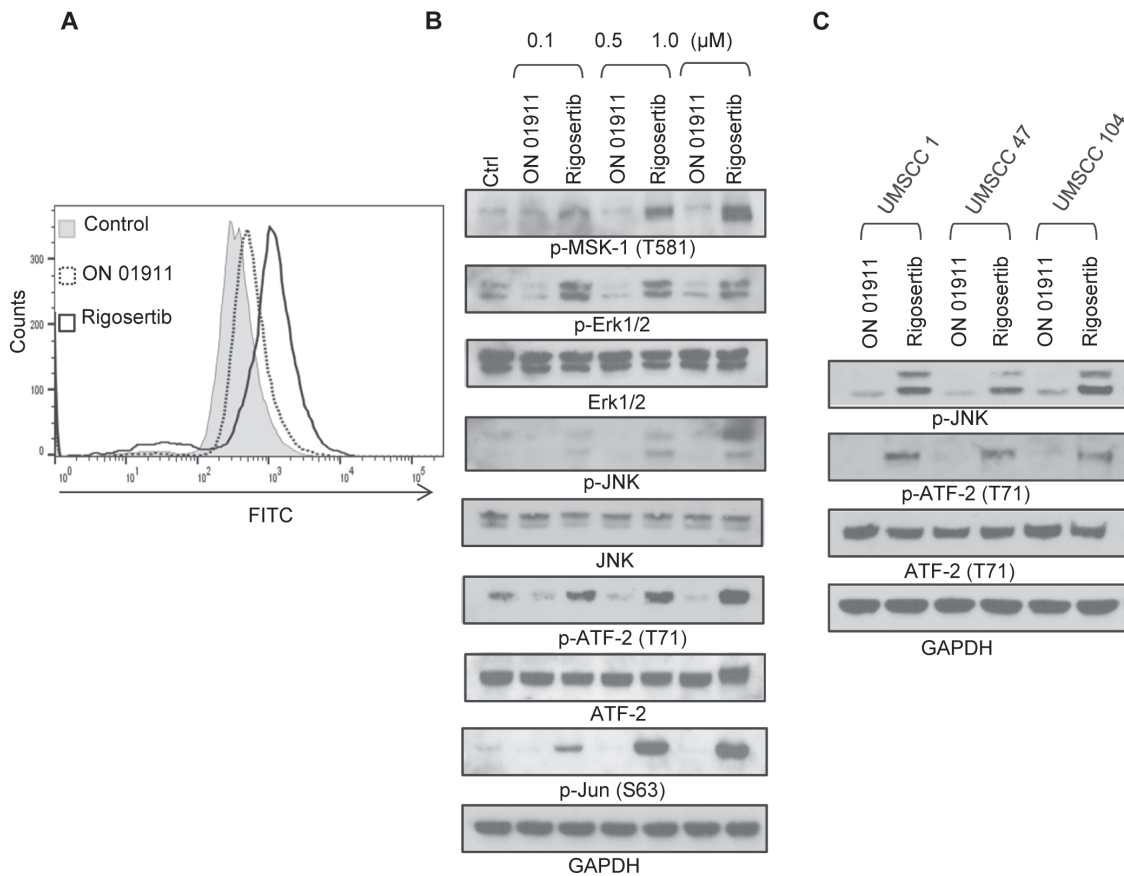 A
Control
ON 01911
Rigosertib
Counts
300
200
100
0
10^0 10^1 10^2 10^3 10^4 10^5
FITC
B
0.1 0.5 1.0 (µM)
Ctrl
ON 01911
Rigosertib
ON 01911
Rigosertib
ON 01911
Rigosertib
p-MSK-1 (T581)
p-Erk1/2
Erk1/2
p-JNK
JNK
p-ATF-2 (T71)
ATF-2
p-Jun (S63)
GAPDH
C
UMSCC 1
UMSCC 47
UMSCC 104
ON 01911
Rigosertib
ON 01911
Rigosertib
ON 01911
Rigosertib
p-JNK
p-ATF-2 (T71)
ATF-2 (T71)
GAPDH